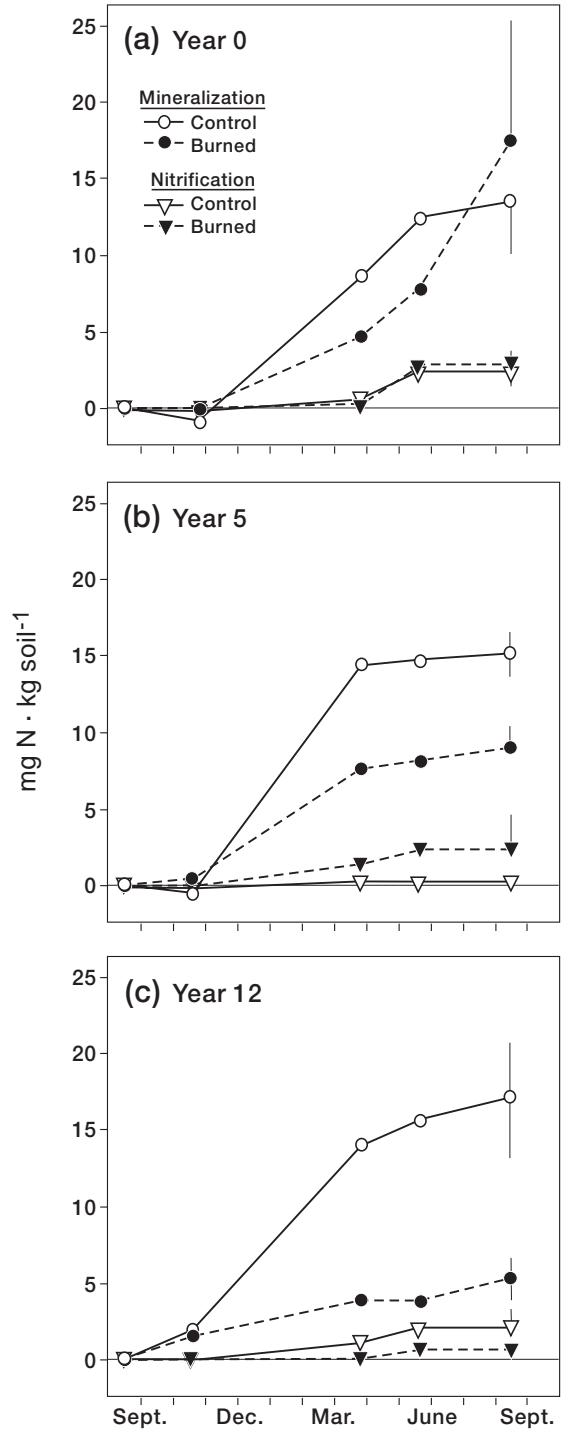 (a) Year 0
25
20
15
10
5
0
Mineralization
Control
Burned
Nitrification
Control
Burned
mg N · kg soil-1
(b) Year 5
25
20
15
10
5
0
(c) Year 12
25
20
15
10
5
0
Sept. Dec. Mar. June Sept.